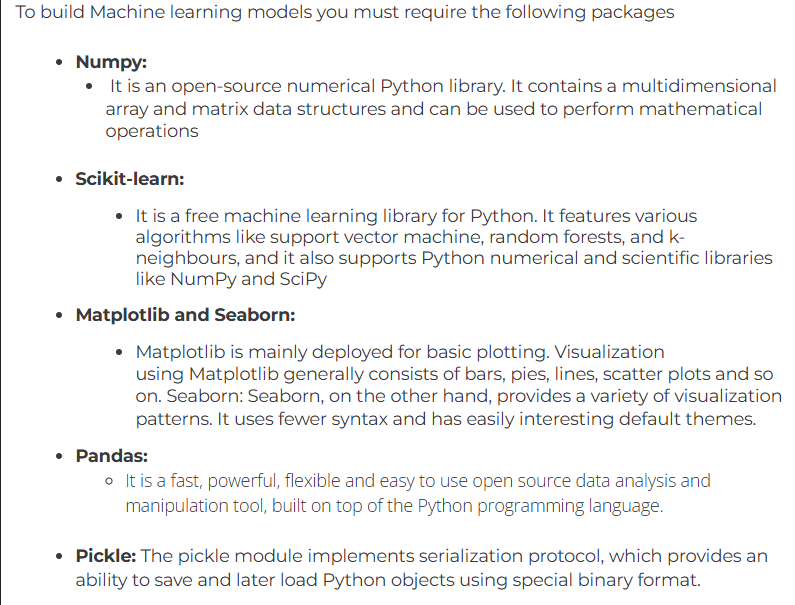 To build Machine learning models you must require the following packages
• Numpy:
• It is an open-source numerical Python library. It contains a multidimensional
array and matrix data structures and can be used to perform mathematical
operations
• Scikit-learn:
• It is a free machine learning library for Python. It features various
algorithms like support vector machine, random forests, and k-
neighbours, and it also supports Python numerical and scientific libraries
like NumPy and SciPy
• Matplotlib and Seaborn:
• Matplotlib is mainly deployed for basic plotting. Visualization
using Matplotlib generally consists of bars, pies, lines, scatter plots and so
on. Seaborn: Seaborn, on the other hand, provides a variety of visualization
patterns. It uses fewer syntax and has easily interesting default themes.
• Pandas:
○ It is a fast, powerful, flexible and easy to use open source data analysis and
manipulation tool, built on top of the Python programming language.
• Pickle: The pickle module implements serialization protocol, which provides an
ability to save and later load Python objects using special binary format.